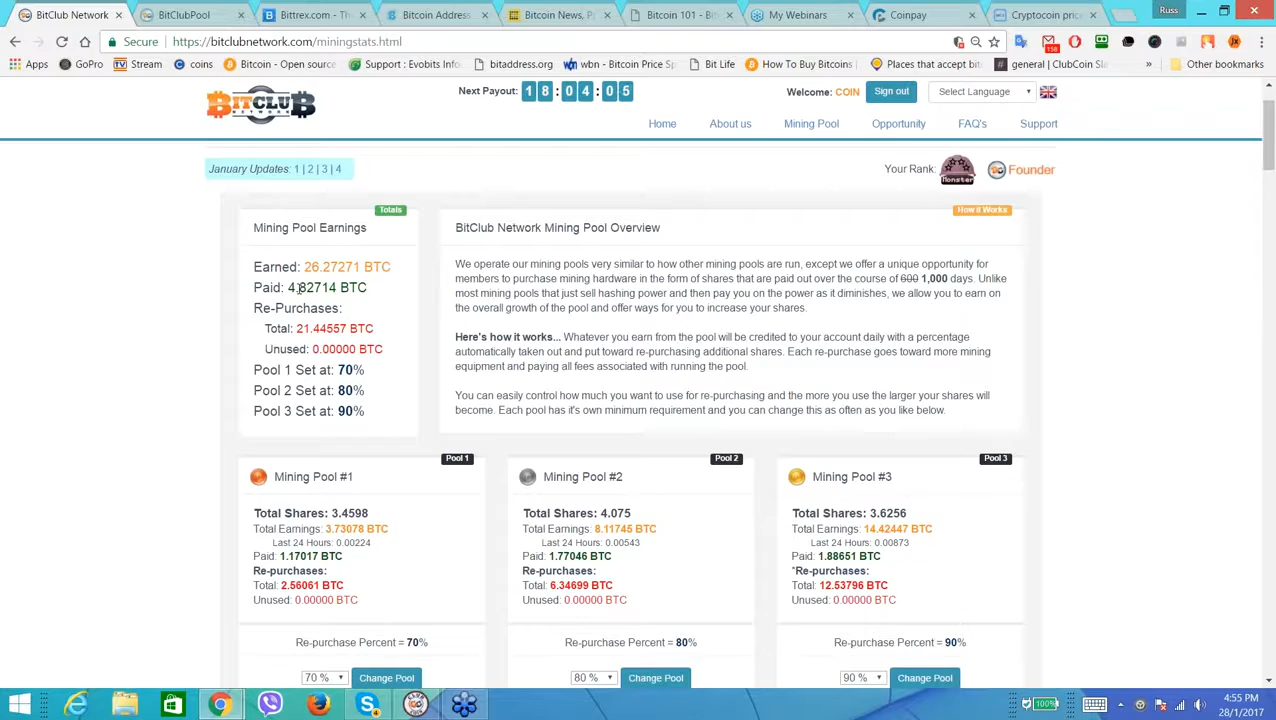 BitClub Network
BitClubPool
Bittrex.com - The
Bitcoin Address
Bitcoin News, Py
Bitcoin 101 - Bu
My Webinars
Coinpay
Cryptocoin price
Russ
Secure https://bitclubnetwork.com/miningstats.html
Apps GoPro Stream coins Bitcoin - Open source Support : Evobits Info bitaddress.org wbn - Bitcoin Price Bit Life How To Buy Bitcoins Places that accept bit general | ClubCoin Sl Other bookmarks
158
BITCLUB
NETWORK
Next Payout: 18:04:05
Welcome: COIN Sign out Select Language
Home About us Mining Pool Opportunity FAQ's Support
January Updates: 1 | 2 | 3 | 4
Your Rank: Monster Founder
Totals
Mining Pool Earnings
Earned: 26.27271 BTC
Paid: 4.82714 BTC
Re-Purchases:
Total: 21.44557 BTC
Unused: 0.00000 BTC
Pool 1 Set at: 70%
Pool 2 Set at: 80%
Pool 3 Set at: 90%
How it Works
BitClub Network Mining Pool Overview
We operate our mining pools very similar to how other mining pools are run, except we offer a unique opportunity for
members to purchase mining hardware in the form of shares that are paid out over the course of 600 1,000 days. Unlike
most mining pools that just sell hashing power and then pay you on the power as it diminishes, we allow you to earn on
the overall growth of the pool and offer ways for you to increase your shares.
Here's how it works... Whatever you earn from the pool will be credited to your account daily with a percentage
automatically taken out and put toward re-purchasing additional shares. Each re-purchase goes toward more mining
equipment and paying all fees associated with running the pool.
You can easily control how much you want to use for re-purchasing and the more you use the larger your shares will
become. Each pool has it's own minimum requirement and you can change this as often as you like below.
Pool 1
Mining Pool #1
Total Shares: 3.4598
Total Earnings: 3.73078 BTC
Last 24 Hours: 0.00224
Paid: 1.17017 BTC
Re-purchases:
Total: 2.56061 BTC
Unused: 0.00000 BTC
Re-purchase Percent = 70%
70 % Change Pool
Pool 2
Mining Pool #2
Total Shares: 4.075
Total Earnings: 8.11745 BTC
Last 24 Hours: 0.00543
Paid: 1.77046 BTC
Re-purchases:
Total: 6.34699 BTC
Unused: 0.00000 BTC
Re-purchase Percent = 80%
80 % Change Pool
Pool 3
Mining Pool #3
Total Shares: 3.6256
Total Earnings: 14.42447 BTC
Last 24 Hours: 0.00873
Paid: 1.88651 BTC
*Re-purchases:
Total: 12.53796 BTC
Unused: 0.00000 BTC
Re-purchase Percent = 90%
90 % Change Pool
100%
4:55 PM
28/1/2017